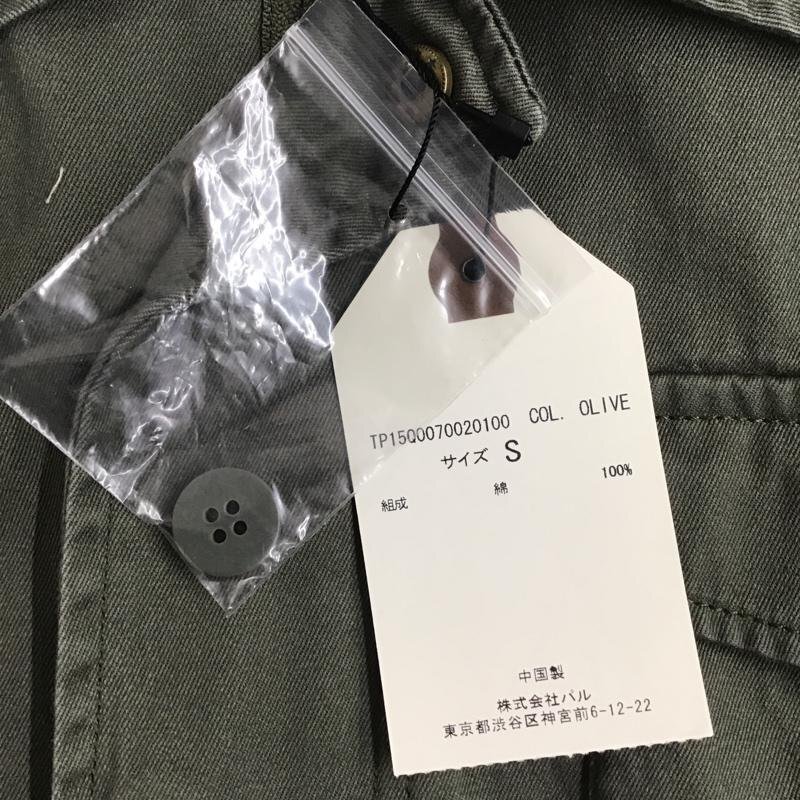 TP15Q0070020100 COL. OLIVE
サイズ S
組成 綿 100%
中国製
株式会社パル
東京都渋谷区神宮前6-12-22